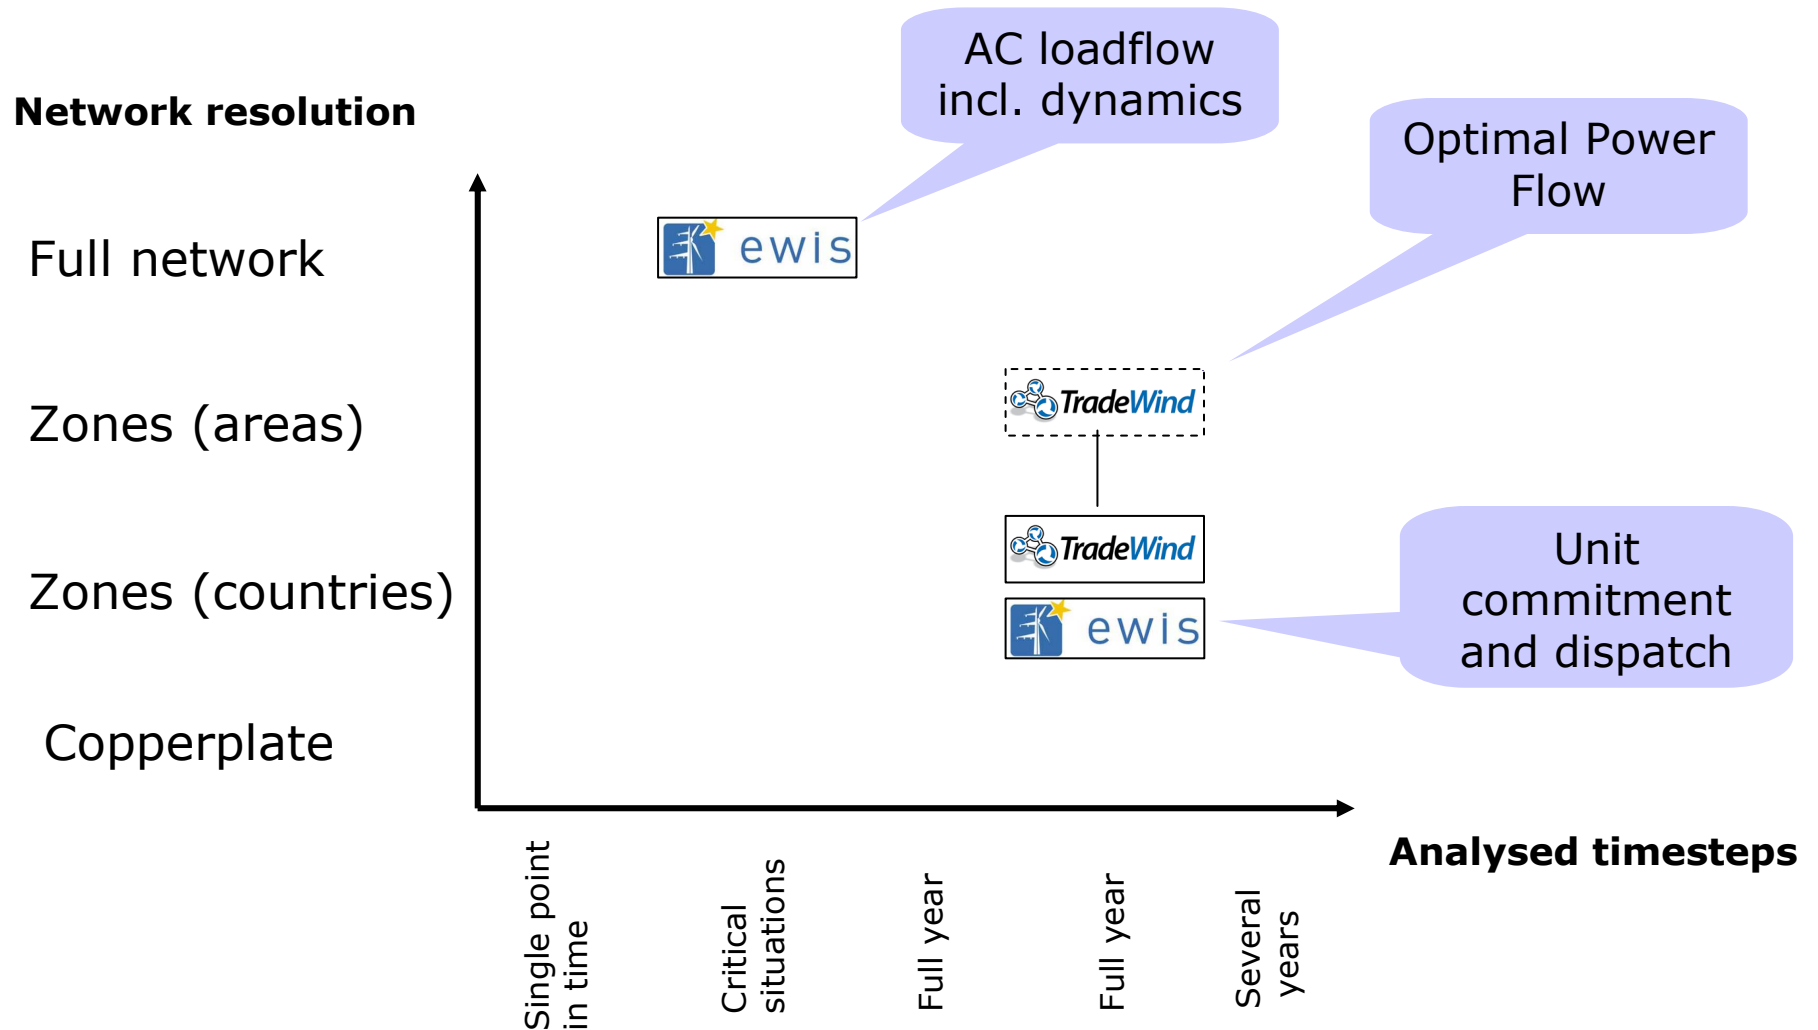 AC loadflow
incl. dynamics
Network resolution
Optimal Power
Flow
Full network
ewis
Zones (areas)
TradeWind
TradeWind
Zones (countries)
ewis
Unit
commitment
and dispatch
Copperplate
Analysed timesteps
Single point
in time
Critical
situations
Full year
Full year
Several
years